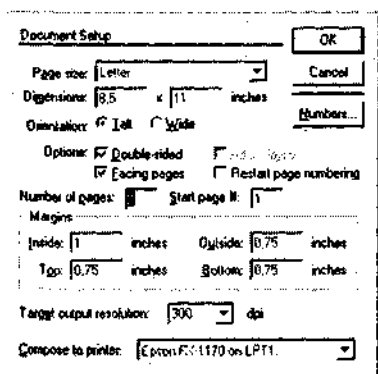 Document Setup
OK
Page size: Letter
Cancel
Dimensions: 8,5 x 11 inches
Numbers...
Orientation: Tall Wide
Options: Double-sided
Facing pages Restart page numbering
Number of pages: Start page #: 1
Margins
Inside: 1 inches Outside: 0,75 inches
Top: 0,75 inches Bottom: 0,75 inches
Target output resolution: 300 dpi
Compose to printer: Epson FX-1170 on LPT1: